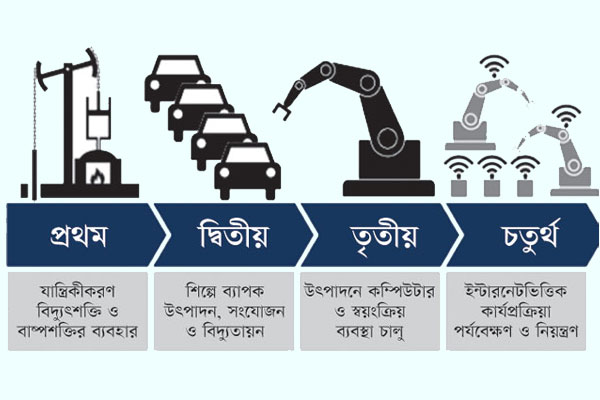 প্রথম
দ্বিতীয়
তৃতীয়
চতুর্থ
যান্ত্রিকীকরণ
বিদ্যুৎশক্তি ও
বাষ্পশক্তির ব্যবহার
শিল্পে ব্যাপক
উৎপাদন, সংযোজন
ও বিদ্যুতায়ন
উৎপাদনে কম্পিউটার
ও স্বয়ংক্রিয়
ব্যবস্থা চালু
ইন্টারনেটভিত্তিক
কার্যপ্রক্রিয়া
পর্যবেক্ষণ ও নিয়ন্ত্রণ